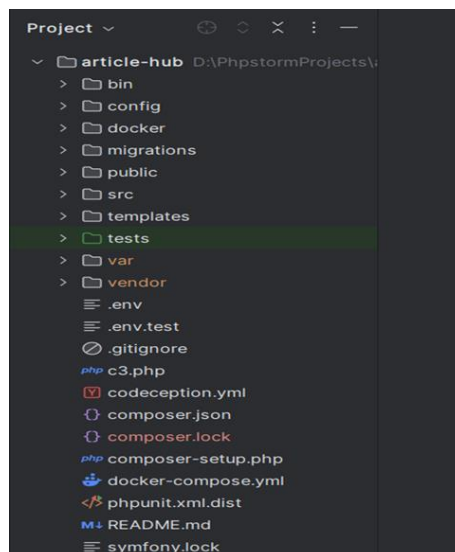 Project
article-hub D:\PhpstormProjects\a
bin
config
docker
migrations
public
src
templates
tests
var
vendor
.env
.env.test
.gitignore
php c3.php
Y codeception.yml
{} composer.json
{} composer.lock
php composer-setup.php
docker-compose.yml
</> phpunit.xml.dist
M↓ README.md
symfony.lock